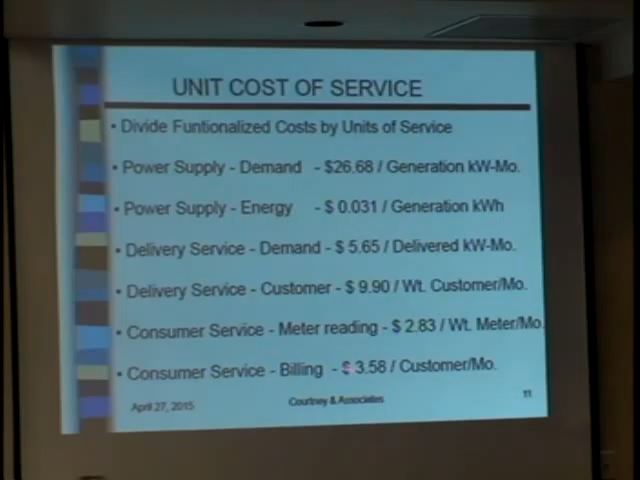 UNIT COST OF SERVICE
• Divide Funtionalized Costs by Units of Service
• Power Supply - Demand - $26.68 / Generation kW-Mo.
• Power Supply - Energy - $ 0.031 / Generation kWh
• Delivery Service - Demand - $ 5.65 / Delivered kW-Mo.
• Delivery Service - Customer - $ 9.90 / Wt. Customer/Mo.
• Consumer Service - Meter reading - $ 2.83 / Wt. Meter/Mo.
• Consumer Service - Billing - $ 3.58 / Customer/Mo.
April 27, 2015 Courtney & Associates 11